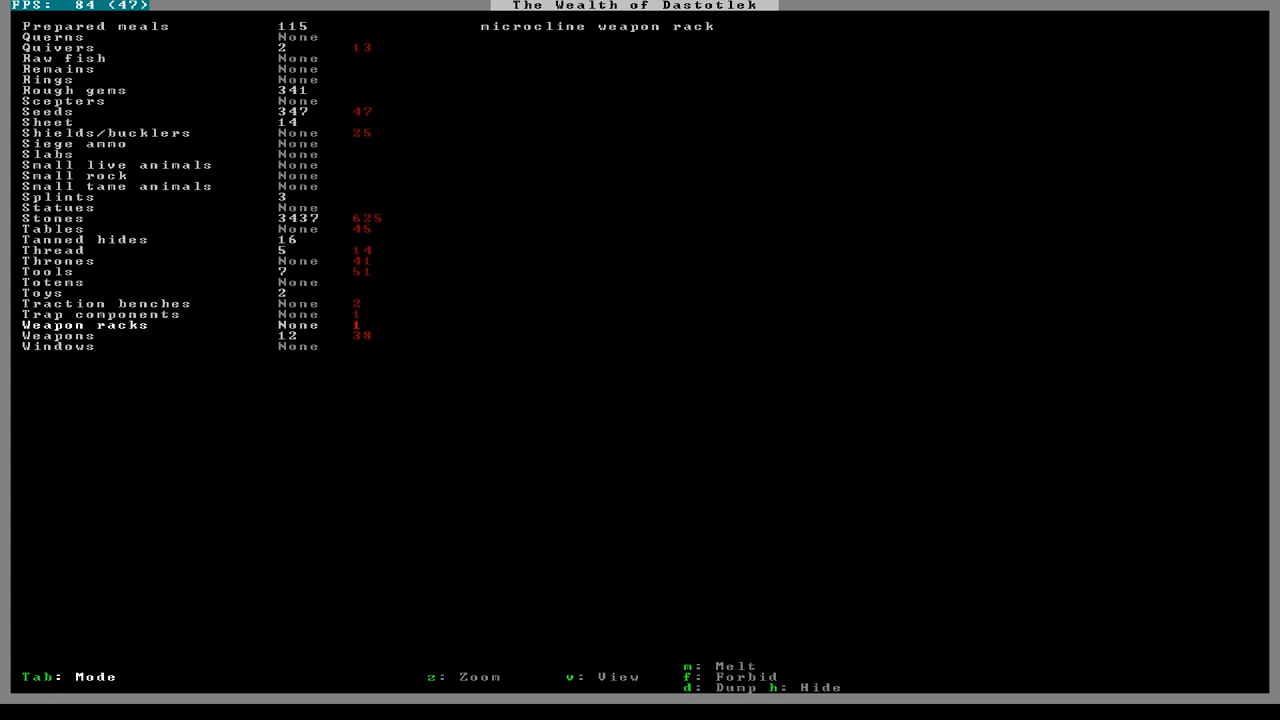 FPS: 84 (47) The Wealth of Dastotlek
Prepared meals 115 microcline weapon rack
Querns None
Quivers 2 13
Raw fish None
Remains None
Rings None
Rough gems 341
Scepters None
Seeds 347 47
Sheet 14
Shields/bucklers None 25
Siege ammo None
Slabs None
Small live animals None
Small rock None
Small tame animals None
Splints 3
Statues None
Stones 3437 625
Tables None 45
Tanned hides 16
Thread 5 14
Thrones None 41
Tools 7 51
Totems None
Toys 2
Traction benches None 2
Trap components None 1
Weapon racks None 1
Weapons 12 38
Windows None
m: Melt
Tab: Mode z: Zoom v: View f: Forbid
d: Dump h: Hide